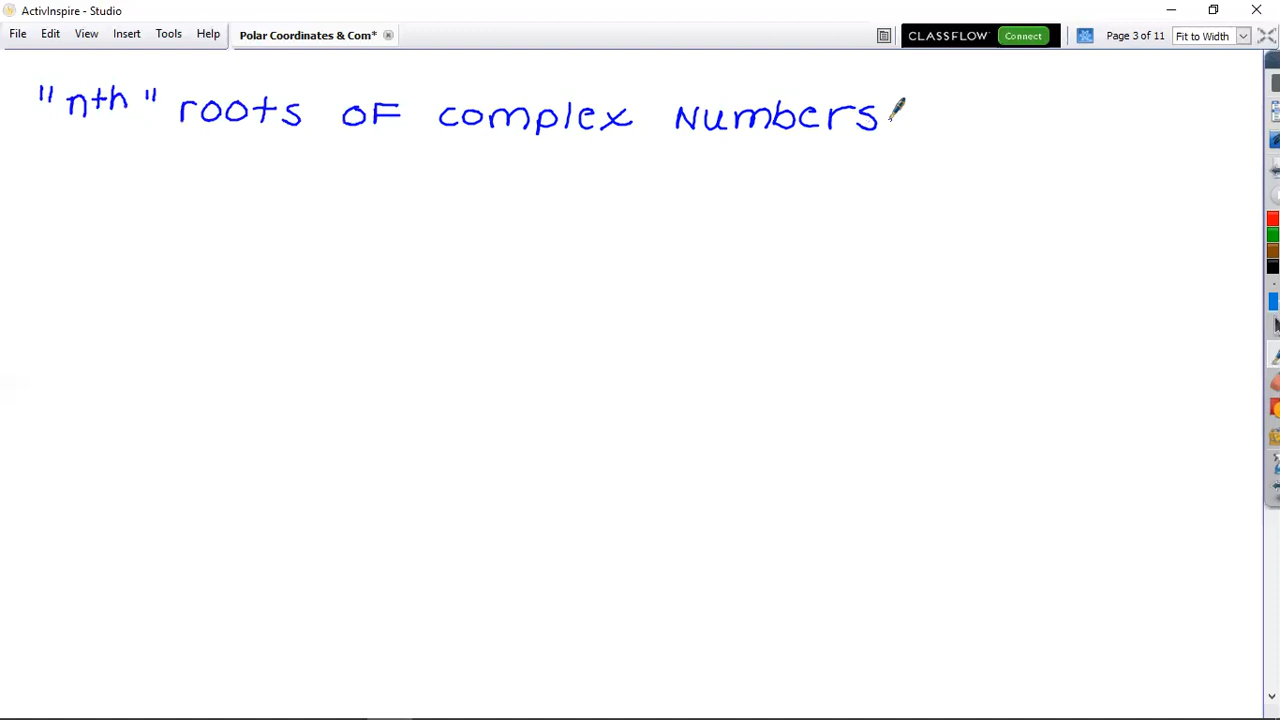 ActivInspire - Studio
File Edit View Insert Tools Help Polar Coordinates & Com* CLASSFLOW Connect Page 3 of 11 Fit to Width
"nth" roots OF complex Numbers